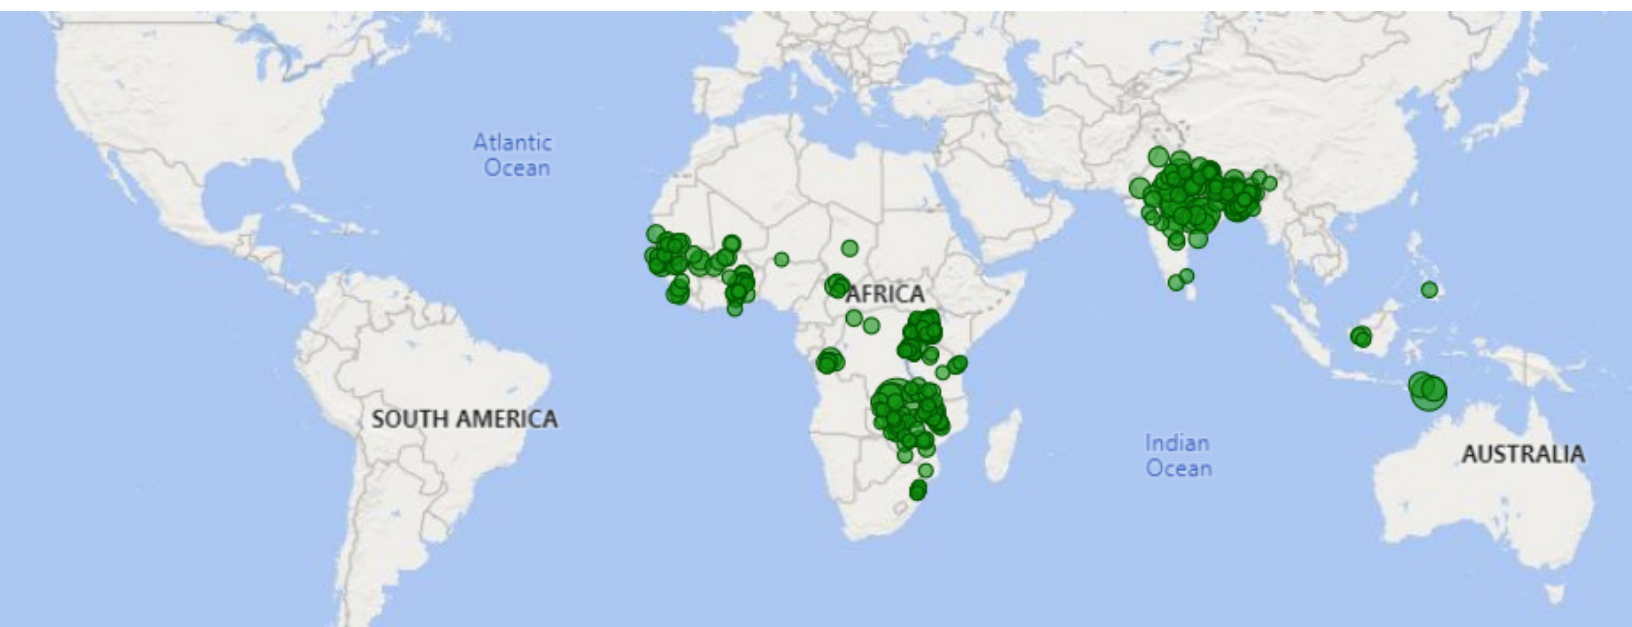 Atlantic
Ocean
AFRICA
SOUTH AMERICA
Indian
Ocean
AUSTRALIA